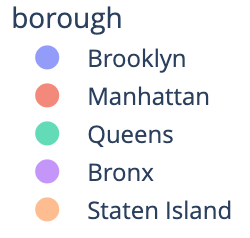 borough
Brooklyn
Manhattan
Queens
Bronx
Staten Island